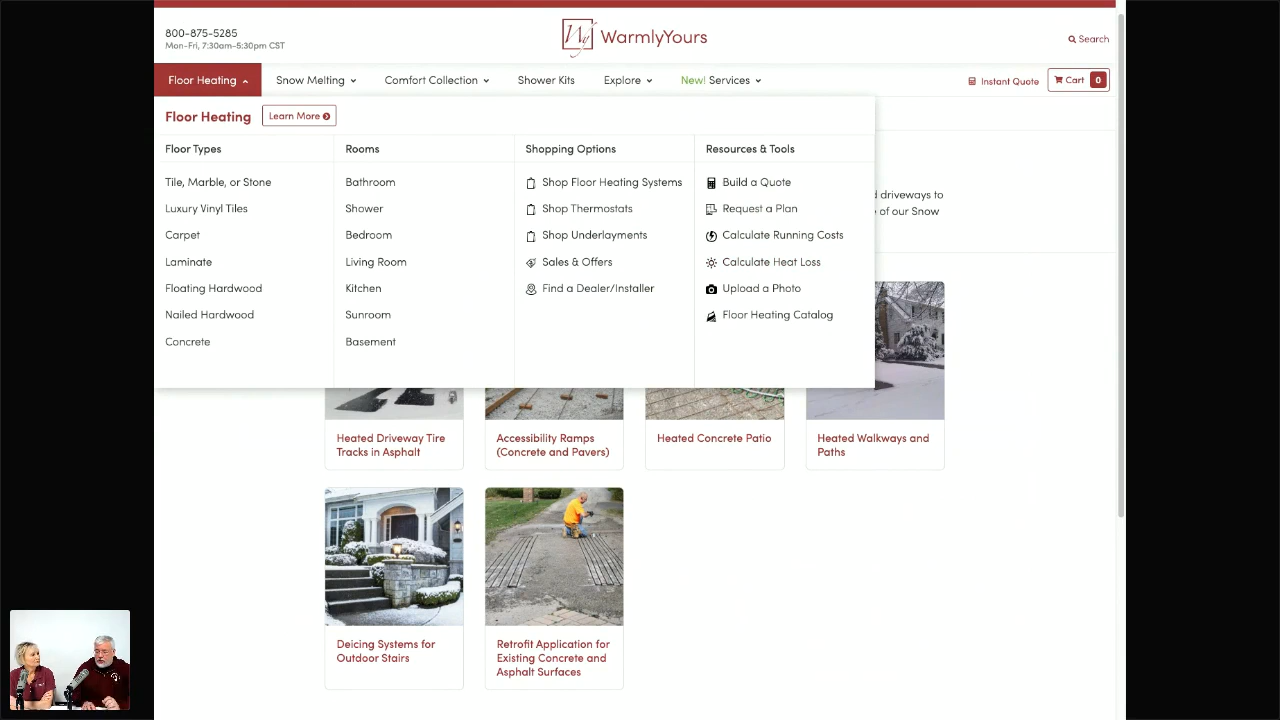 800-875-5285
Mon-Fri, 7:30am-5:30pm CST
Wy WarmlyYours
Search
Floor Heating
Snow Melting
Comfort Collection
Shower Kits
Explore
New! Services
Instant Quote
Cart 0
Floor Heating
Learn More
Floor Types
Tile, Marble, or Stone
Luxury Vinyl Tiles
Carpet
Laminate
Floating Hardwood
Nailed Hardwood
Concrete
Rooms
Bathroom
Shower
Bedroom
Living Room
Kitchen
Sunroom
Basement
Shopping Options
Shop Floor Heating Systems
Shop Thermostats
Shop Underlayments
Sales & Offers
Find a Dealer/Installer
Resources & Tools
Build a Quote
Request a Plan
Calculate Running Costs
Calculate Heat Loss
Upload a Photo
Floor Heating Catalog
d driveways to
e of our Snow
Heated Driveway Tire
Tracks in Asphalt
Accessibility Ramps
(Concrete and Pavers)
Heated Concrete Patio
Heated Walkways and
Paths
Deicing Systems for
Outdoor Stairs
Retrofit Application for
Existing Concrete and
Asphalt Surfaces